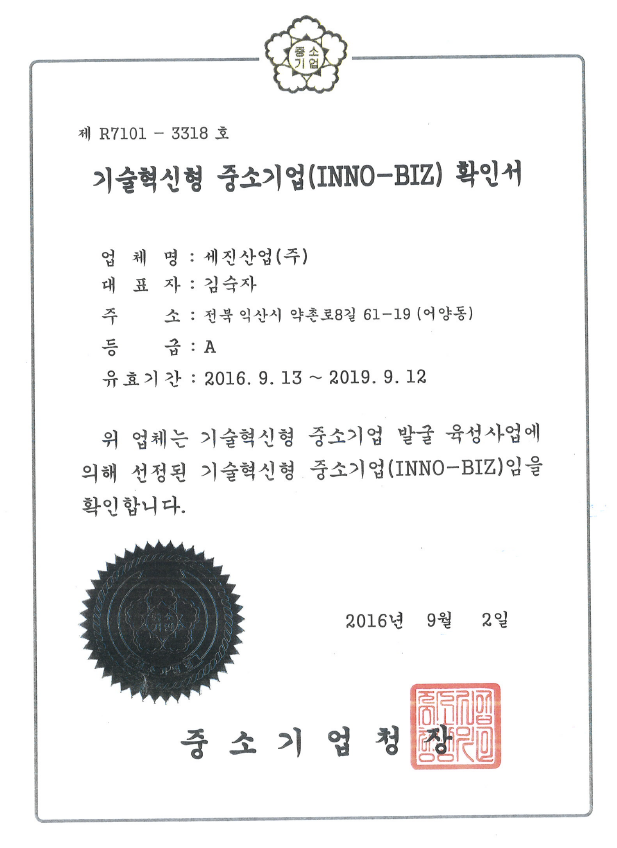 중소
기업
제 R7101 - 3318 호
기술혁신형 중소기업(INNO-BIZ) 확인서
업 체 명 : 세진산업(주)
대 표 자 : 김숙자
주 소 : 전북 익산시 약촌로8길 61-19 (어양동)
등 급 : A
유효기간 : 2016. 9. 13 ~ 2019. 9. 12
위 업체는 기술혁신형 중소기업 발굴 육성사업에
의해 선정된 기술혁신형 중소기업(INNO-BIZ)임을
확인합니다.
2016년 9월 2일
중 소 기 업 청 장